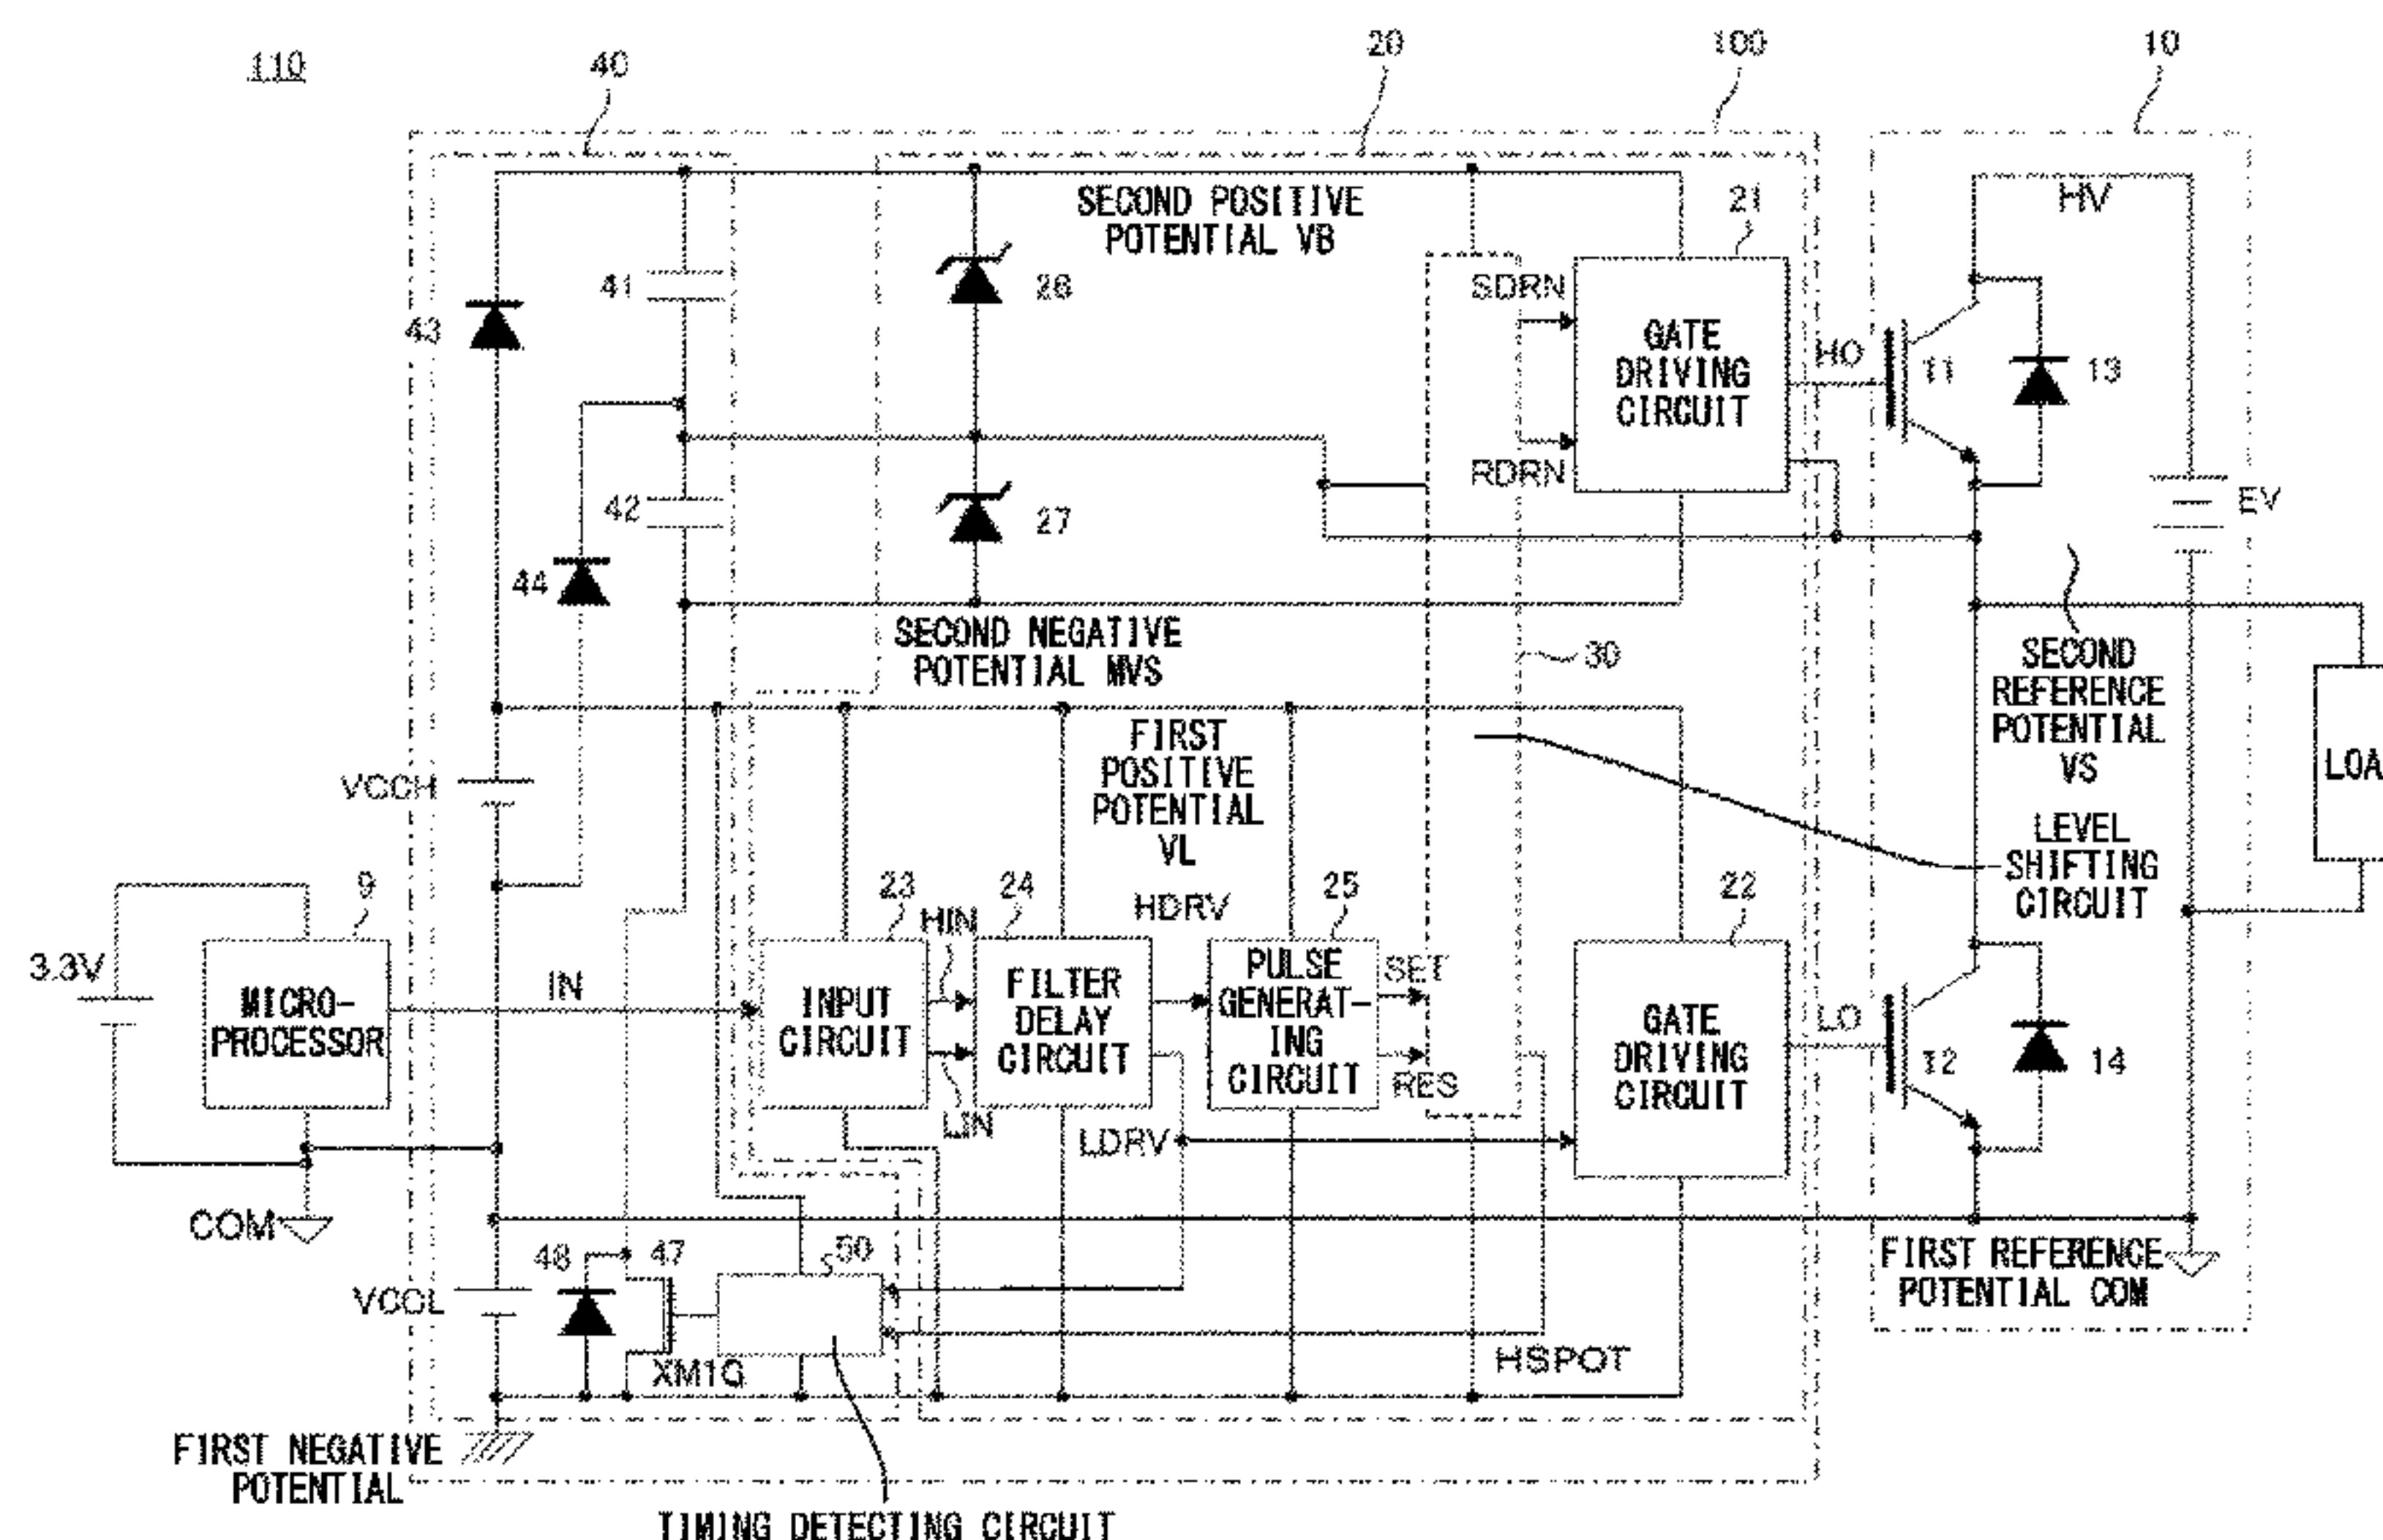 110
40
20
100
10
SECOND POSITIVE
POTENTIAL VB
21
HV
41
26
SDRN
43
GATE
DRIVING
CIRCUIT
HO
11
13
RDRN
42
27
EV
44
SECOND NEGATIVE
POTENTIAL MVS
30
SECOND
REFERENCE
POTENTIAL
VS
FIRST
POSITIVE
POTENTIAL
VL
LOA
VCCH
LEVEL
SHIFTING
CIRCUIT
9
23
HIN
24
HDRV
25
22
3.3V
MICRO-
PROCESSOR
IN
INPUT
CIRCUIT
FILTER
DELAY
CIRCUIT
PULSE
GENERAT-
ING
CIRCUIT
SET
RES
GATE
DRIVING
CIRCUIT
LO
12
14
LIN
LDRV
COM
48
47
50
FIRST REFERENCE
POTENTIAL COM
VCCL
XM1G
HSPOT
FIRST NEGATIVE
POTENTIAL
TIMING DETECTING CIRCUIT